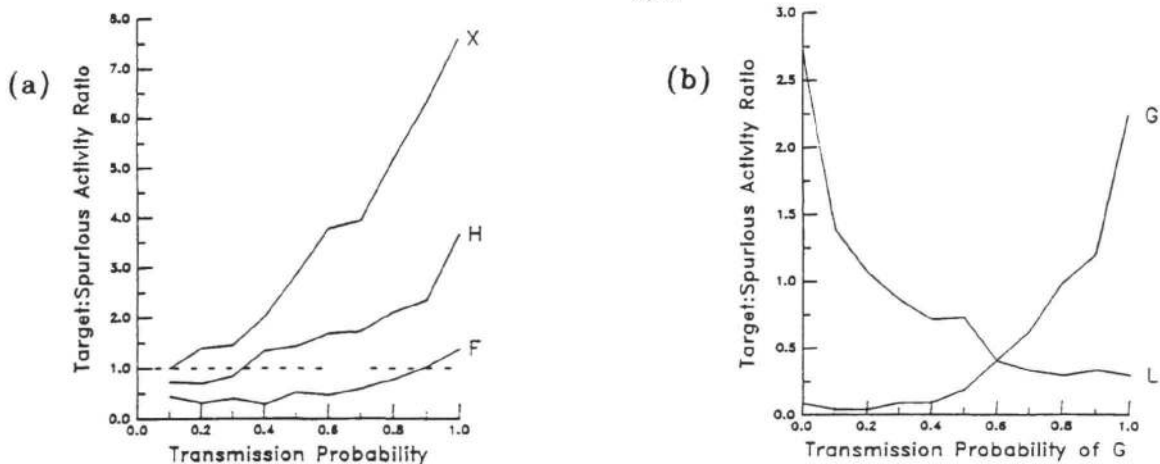 (a)
Target:Spurious Activity Ratio
8.0
7.0
6.0
5.0
4.0
3.0
2.0
1.0
0.0
X
H
F
0.2 0.4 0.6 0.8 1.0
Transmission Probability
(b)
Target:Spurious Activity Ratio
3.0
2.5
2.0
1.5
1.0
0.5
0.0
G
L
0.0 0.2 0.4 0.6 0.8 1.0
Transmission Probability of G